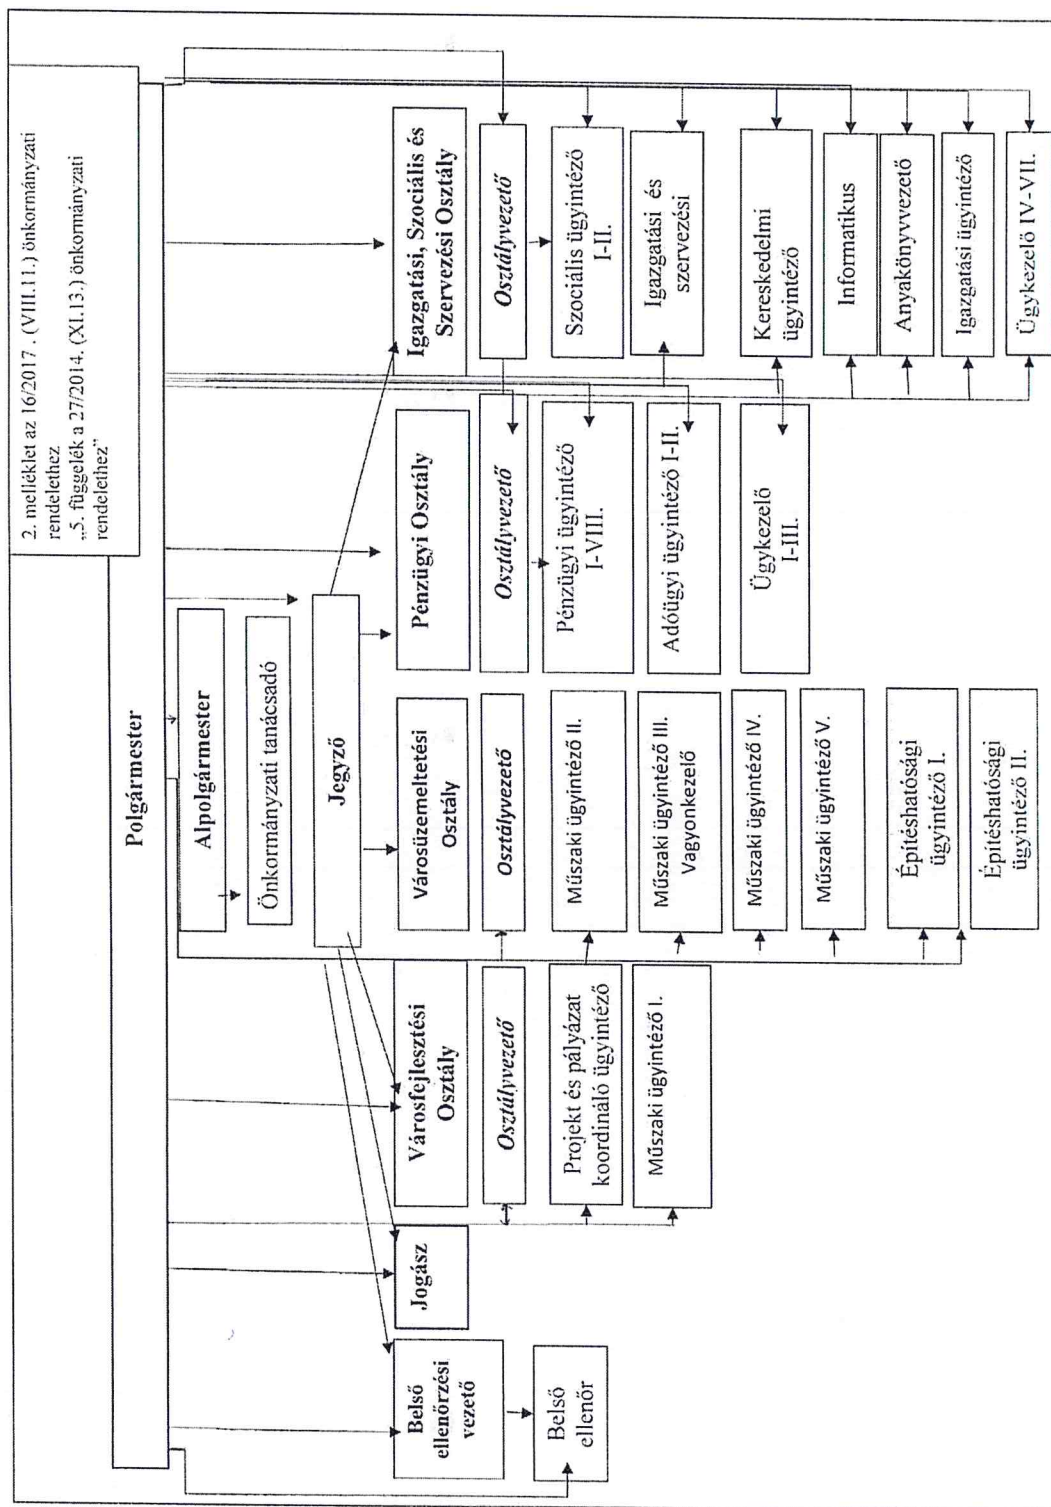 2. melléklet az 16/2017 . (VIII.11.) önkormányzati
rendelethez
„5. függelék a 27/2014. (XI.13.) önkormányzati
rendelethez”
Polgármester
Alpolgármester
Önkormányzati tanácsadó
Jegyző
Belső
ellenőrzési
vezető
Belső
ellenőr
Jogász
Városfejlesztési
Osztály
Osztályvezető
Projekt és pályázat
koordináló ügyintéző
Műszaki ügyintéző I.
Városüzemeltetési
Osztály
Osztályvezető
Műszaki ügyintéző II.
Műszaki ügyintéző III.
Vagyonkezelő
Műszaki ügyintéző IV.
Műszaki ügyintéző V.
Építéshatósági
ügyintéző I.
Építéshatósági
ügyintéző II.
Pénzügyi Osztály
Osztályvezető
Pénzügyi ügyintéző
I-VIII.
Adóügyi ügyintéző I-II.
Ügykezelő
I-III.
Igazgatási, Szociális és
Szervezési Osztály
Osztályvezető
Szociális ügyintéző
I-II.
Igazgatási és
szervezési
Kereskedelmi
ügyintéző
Informatikus
Anyakönyvvezető
Igazgatási ügyintéző
Ügykezelő IV-VII.